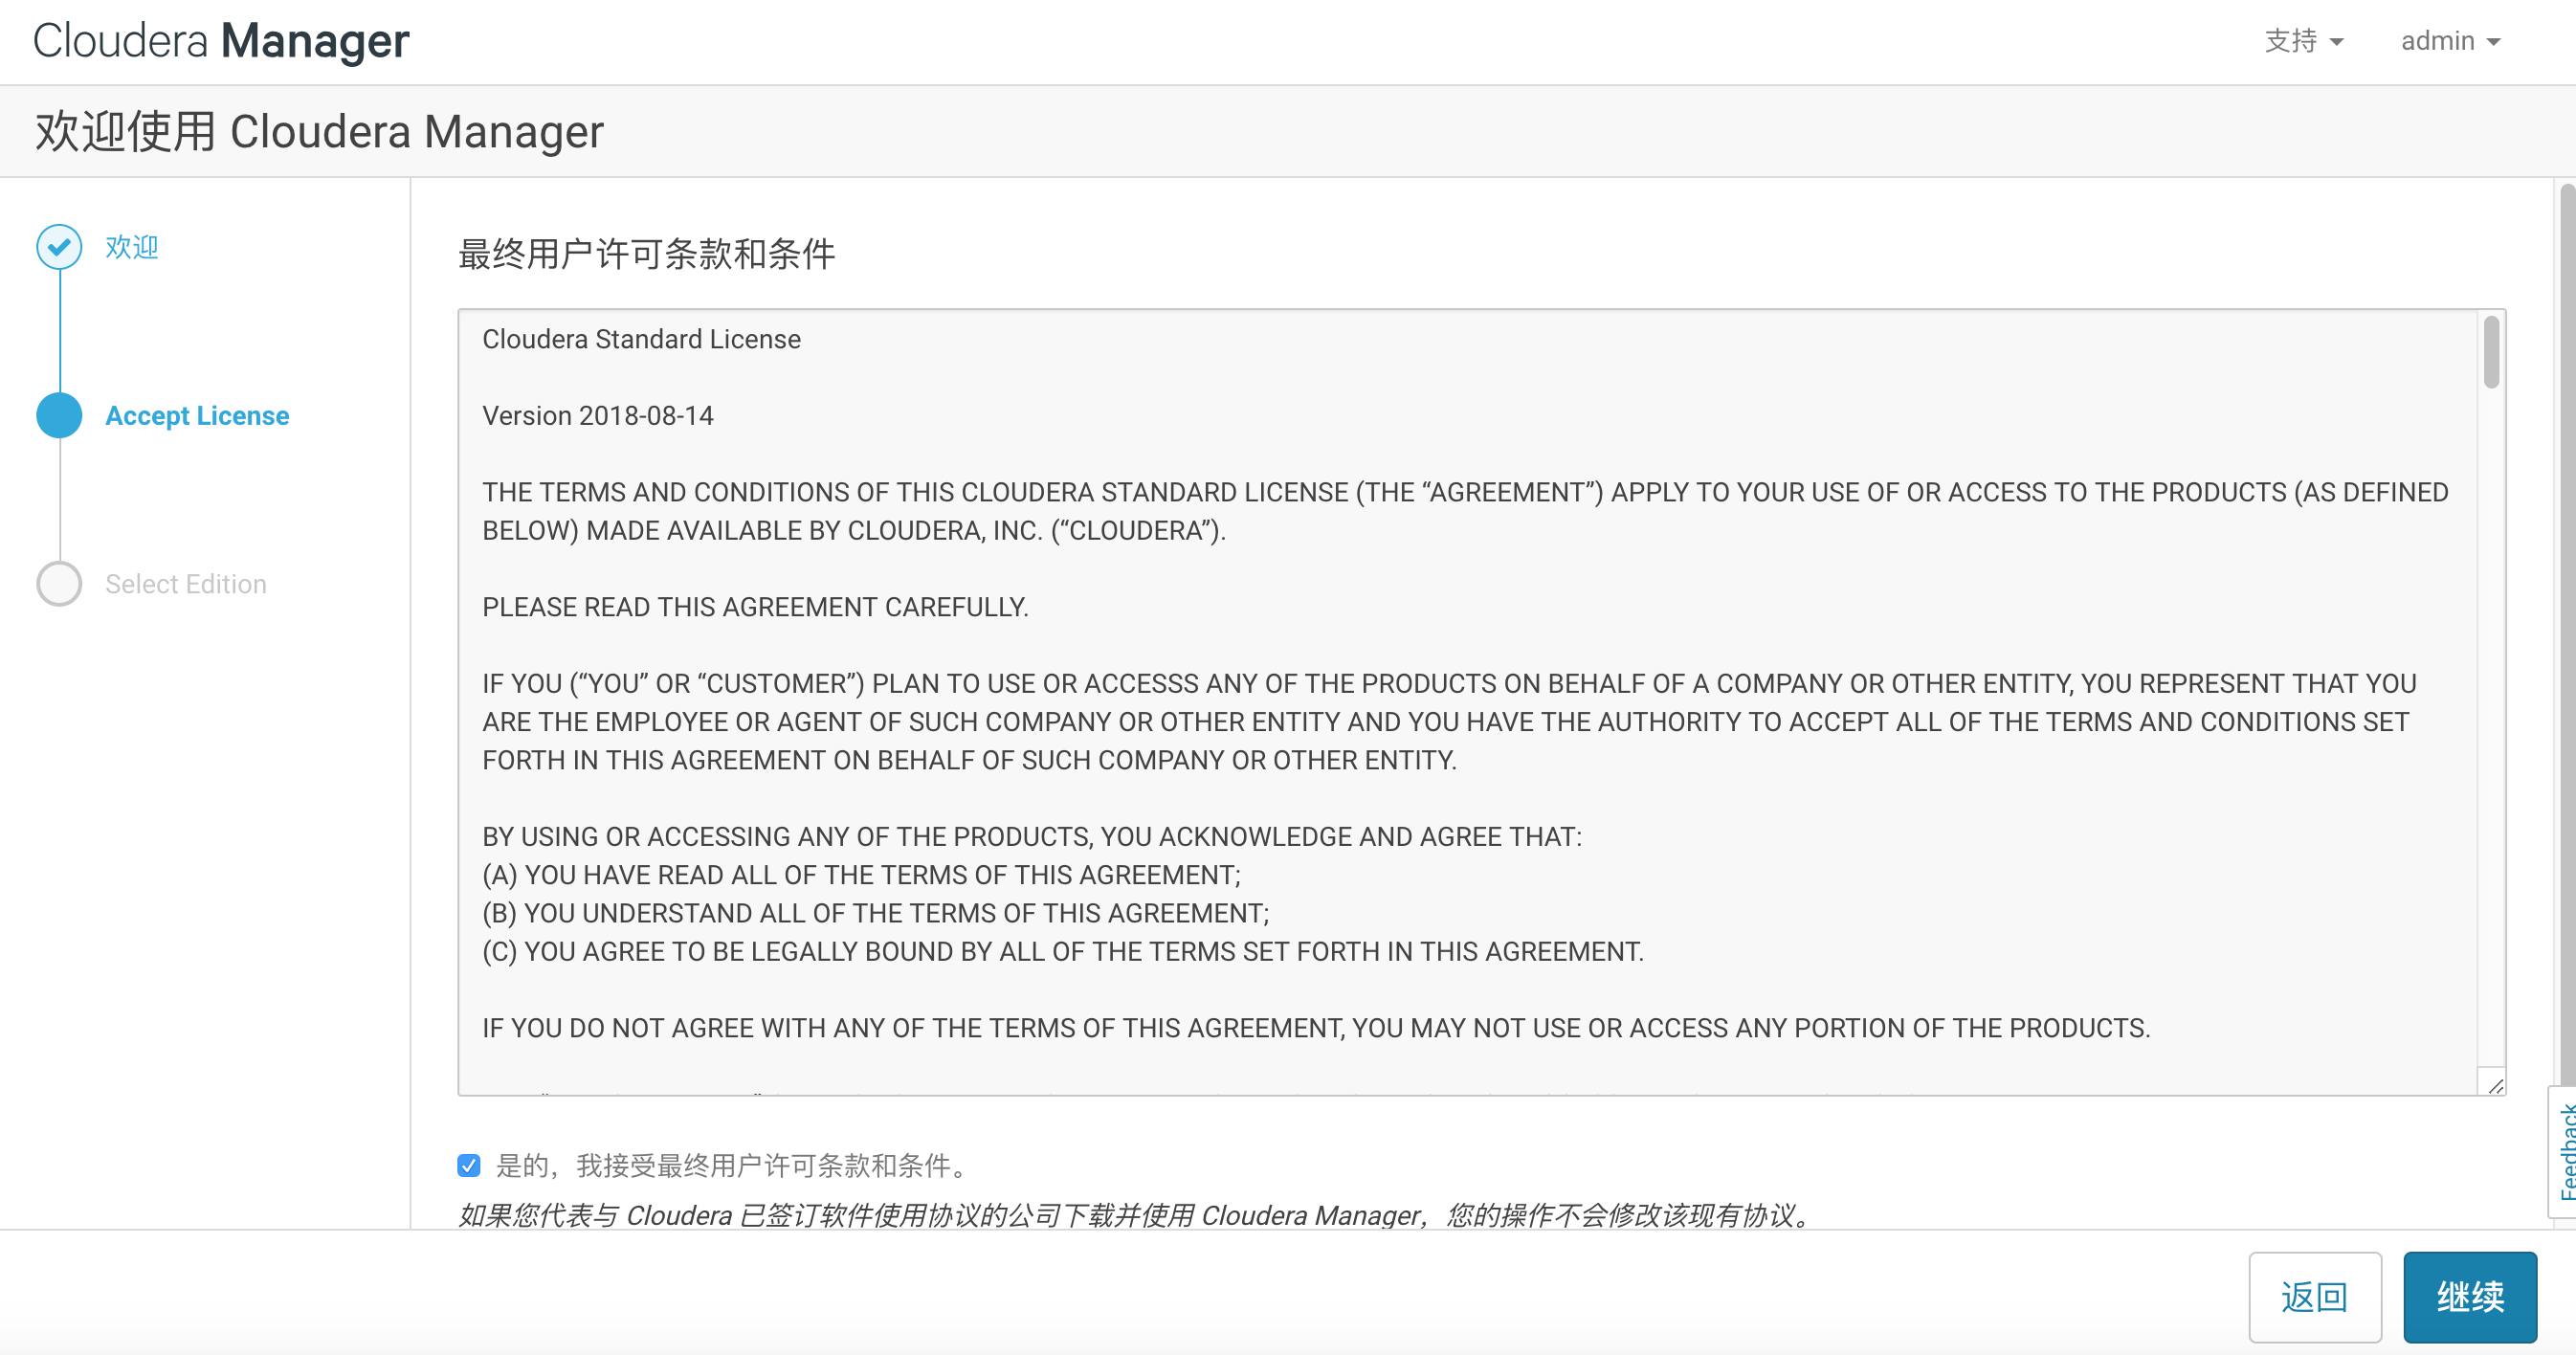 Cloudera Manager
支持
admin
欢迎使用 Cloudera Manager
欢迎
Accept License
Select Edition
最终用户许可条款和条件
Cloudera Standard License
Version 2018-08-14
THE TERMS AND CONDITIONS OF THIS CLOUDERA STANDARD LICENSE (THE “AGREEMENT”) APPLY TO YOUR USE OF OR ACCESS TO THE PRODUCTS (AS DEFINED
BELOW) MADE AVAILABLE BY CLOUDERA, INC. (“CLOUDERA”).
PLEASE READ THIS AGREEMENT CAREFULLY.
IF YOU (“YOU” OR “CUSTOMER”) PLAN TO USE OR ACCESSS ANY OF THE PRODUCTS ON BEHALF OF A COMPANY OR OTHER ENTITY, YOU REPRESENT THAT YOU
ARE THE EMPLOYEE OR AGENT OF SUCH COMPANY OR OTHER ENTITY AND YOU HAVE THE AUTHORITY TO ACCEPT ALL OF THE TERMS AND CONDITIONS SET
FORTH IN THIS AGREEMENT ON BEHALF OF SUCH COMPANY OR OTHER ENTITY.
BY USING OR ACCESSING ANY OF THE PRODUCTS, YOU ACKNOWLEDGE AND AGREE THAT:
(A) YOU HAVE READ ALL OF THE TERMS OF THIS AGREEMENT;
(B) YOU UNDERSTAND ALL OF THE TERMS OF THIS AGREEMENT;
(C) YOU AGREE TO BE LEGALLY BOUND BY ALL OF THE TERMS SET FORTH IN THIS AGREEMENT.
IF YOU DO NOT AGREE WITH ANY OF THE TERMS OF THIS AGREEMENT, YOU MAY NOT USE OR ACCESS ANY PORTION OF THE PRODUCTS.
是的，我接受最终用户许可条款和条件。
如果您代表与 Cloudera 已签订软件使用协议的公司下载并使用 Cloudera Manager，您的操作不会修改该现有协议。
Feedback
返回
继续